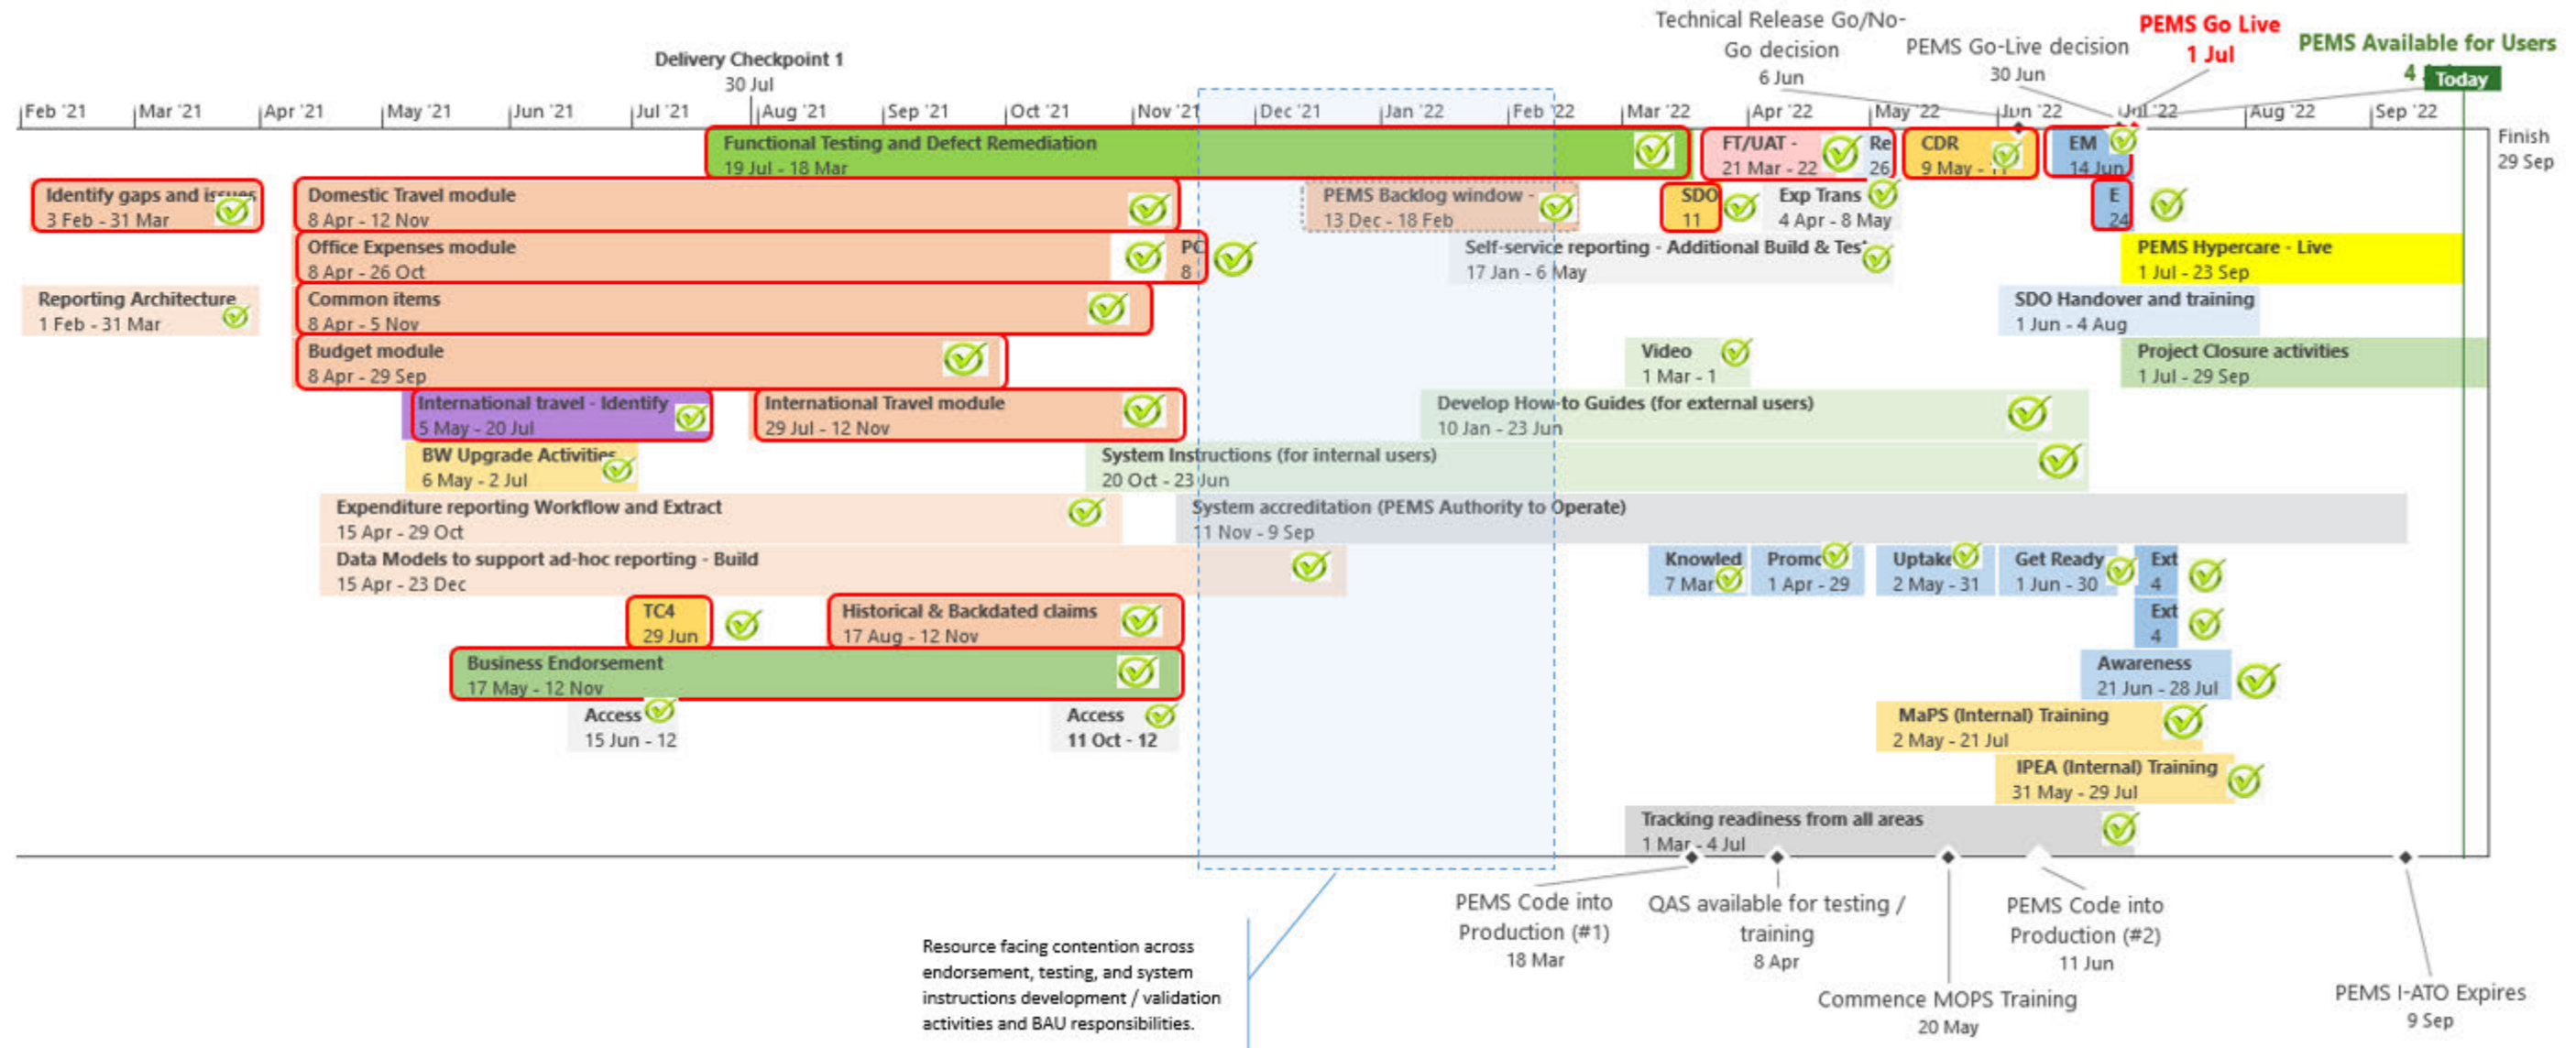 Technical Release Go/No-
Go decision
6 Jun
PEMS Go-Live decision
30 Jun
PEMS Go Live
1 Jul
PEMS Available for Users
4
Today
Delivery Checkpoint 1
30 Jul
Feb '21
Mar '21
Apr '21
May '21
Jun '21
Jul '21
Aug '21
Sep '21
Oct '21
Nov '21
Dec '21
Jan '22
Feb '22
Mar '22
Apr '22
May '22
Jun '22
Jul '22
Aug '22
Sep '22
Finish
29 Sep
Functional Testing and Defect Remediation
19 Jul - 18 Mar
FT/UAT -
21 Mar - 22
Re
26
CDR
9 May - 11
EM
14 Jun
Identify gaps and issues
3 Feb - 31 Mar
Domestic Travel module
8 Apr - 12 Nov
PEMS Backlog window -
13 Dec - 18 Feb
SDO
11
Exp Trans
4 Apr - 8 May
E
24
Office Expenses module
8 Apr - 26 Oct
PC
8
Self-service reporting - Additional Build & Tes
17 Jan - 6 May
PEMS Hypercare - Live
1 Jul - 23 Sep
Reporting Architecture
1 Feb - 31 Mar
Common items
8 Apr - 5 Nov
SDO Handover and training
1 Jun - 4 Aug
Budget module
8 Apr - 29 Sep
Video
1 Mar - 1
Project Closure activities
1 Jul - 29 Sep
International travel - Identify
5 May - 20 Jul
International Travel module
29 Jul - 12 Nov
Develop How-to Guides (for external users)
10 Jan - 23 Jun
BW Upgrade Activities
6 May - 2 Jul
System Instructions (for internal users)
20 Oct - 23 Jun
Expenditure reporting Workflow and Extract
15 Apr - 29 Oct
System accreditation (PEMS Authority to Operate)
11 Nov - 9 Sep
Data Models to support ad-hoc reporting - Build
15 Apr - 23 Dec
Knowled
7 Mar
Promo
1 Apr - 29
Uptake
2 May - 31
Get Ready
1 Jun - 30
Ext
4
TC4
29 Jun
Historical & Backdated claims
17 Aug - 12 Nov
Ext
4
Business Endorsement
17 May - 12 Nov
Awareness
21 Jun - 28 Jul
Access
15 Jun - 12
Access
11 Oct - 12
MaPS (Internal) Training
2 May - 21 Jul
IPEA (Internal) Training
31 May - 29 Jul
Tracking readiness from all areas
1 Mar - 4 Jul
PEMS Code into
Production (#1)
18 Mar
QAS available for testing /
training
8 Apr
Commence MOPS Training
20 May
PEMS Code into
Production (#2)
11 Jun
PEMS I-ATO Expires
9 Sep
Resource facing contention across
endorsement, testing, and system
instructions development / validation
activities and BAU responsibilities.